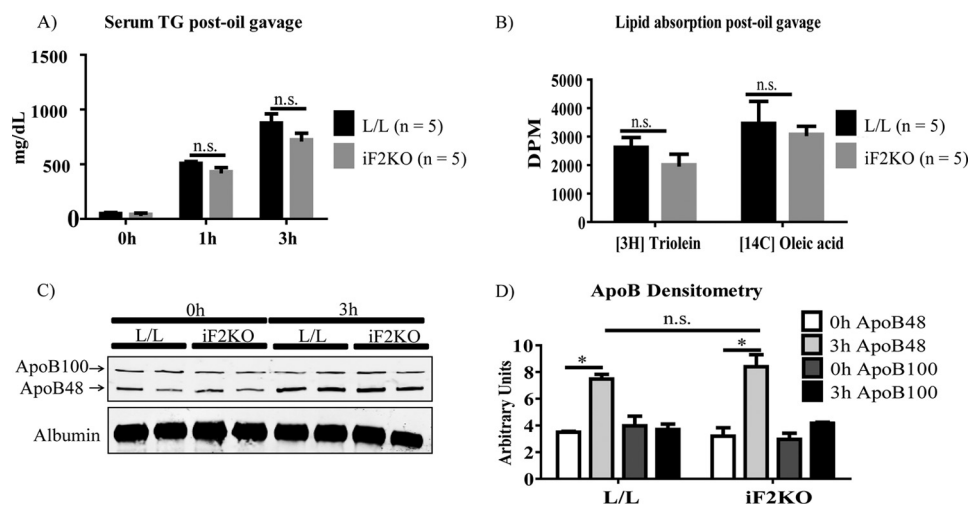 A) Serum TG post-oil gavage
1500
1000
500
0
mg/dL
n.s.
n.s.
0h 1h 3h
L/L (n = 5)
iF2KO (n = 5)
B) Lipid absorption post-oil gavage
5000
4000
3000
2000
1000
0
DPM
n.s.
n.s.
[3H] Triolein [14C] Oleic acid
L/L (n = 5)
iF2KO (n = 5)
C)
0h 3h
L/L iF2KO L/L iF2KO
ApoB100→
ApoB48→
Albumin
D) ApoB Densitometry
n.s.
* *
10
8
6
4
2
0
Arbitrary Units
L/L iF2KO
0h ApoB48
3h ApoB48
0h ApoB100
3h ApoB100